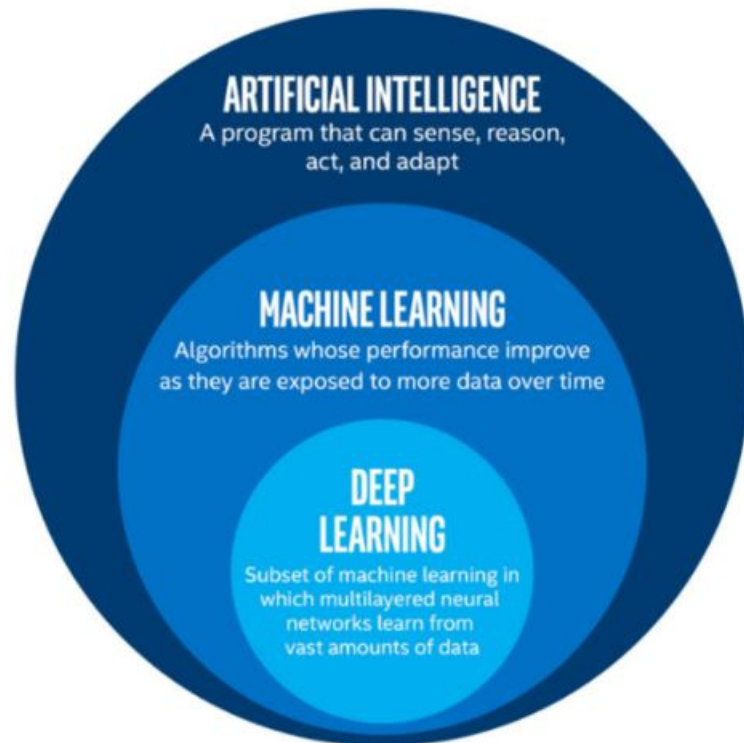 ARTIFICIAL INTELLIGENCE
A program that can sense, reason,
act, and adapt
MACHINE LEARNING
Algorithms whose performance improve
as they are exposed to more data over time
DEEP
LEARNING
Subset of machine learning in
which multilayered neural
networks learn from
vast amounts of data